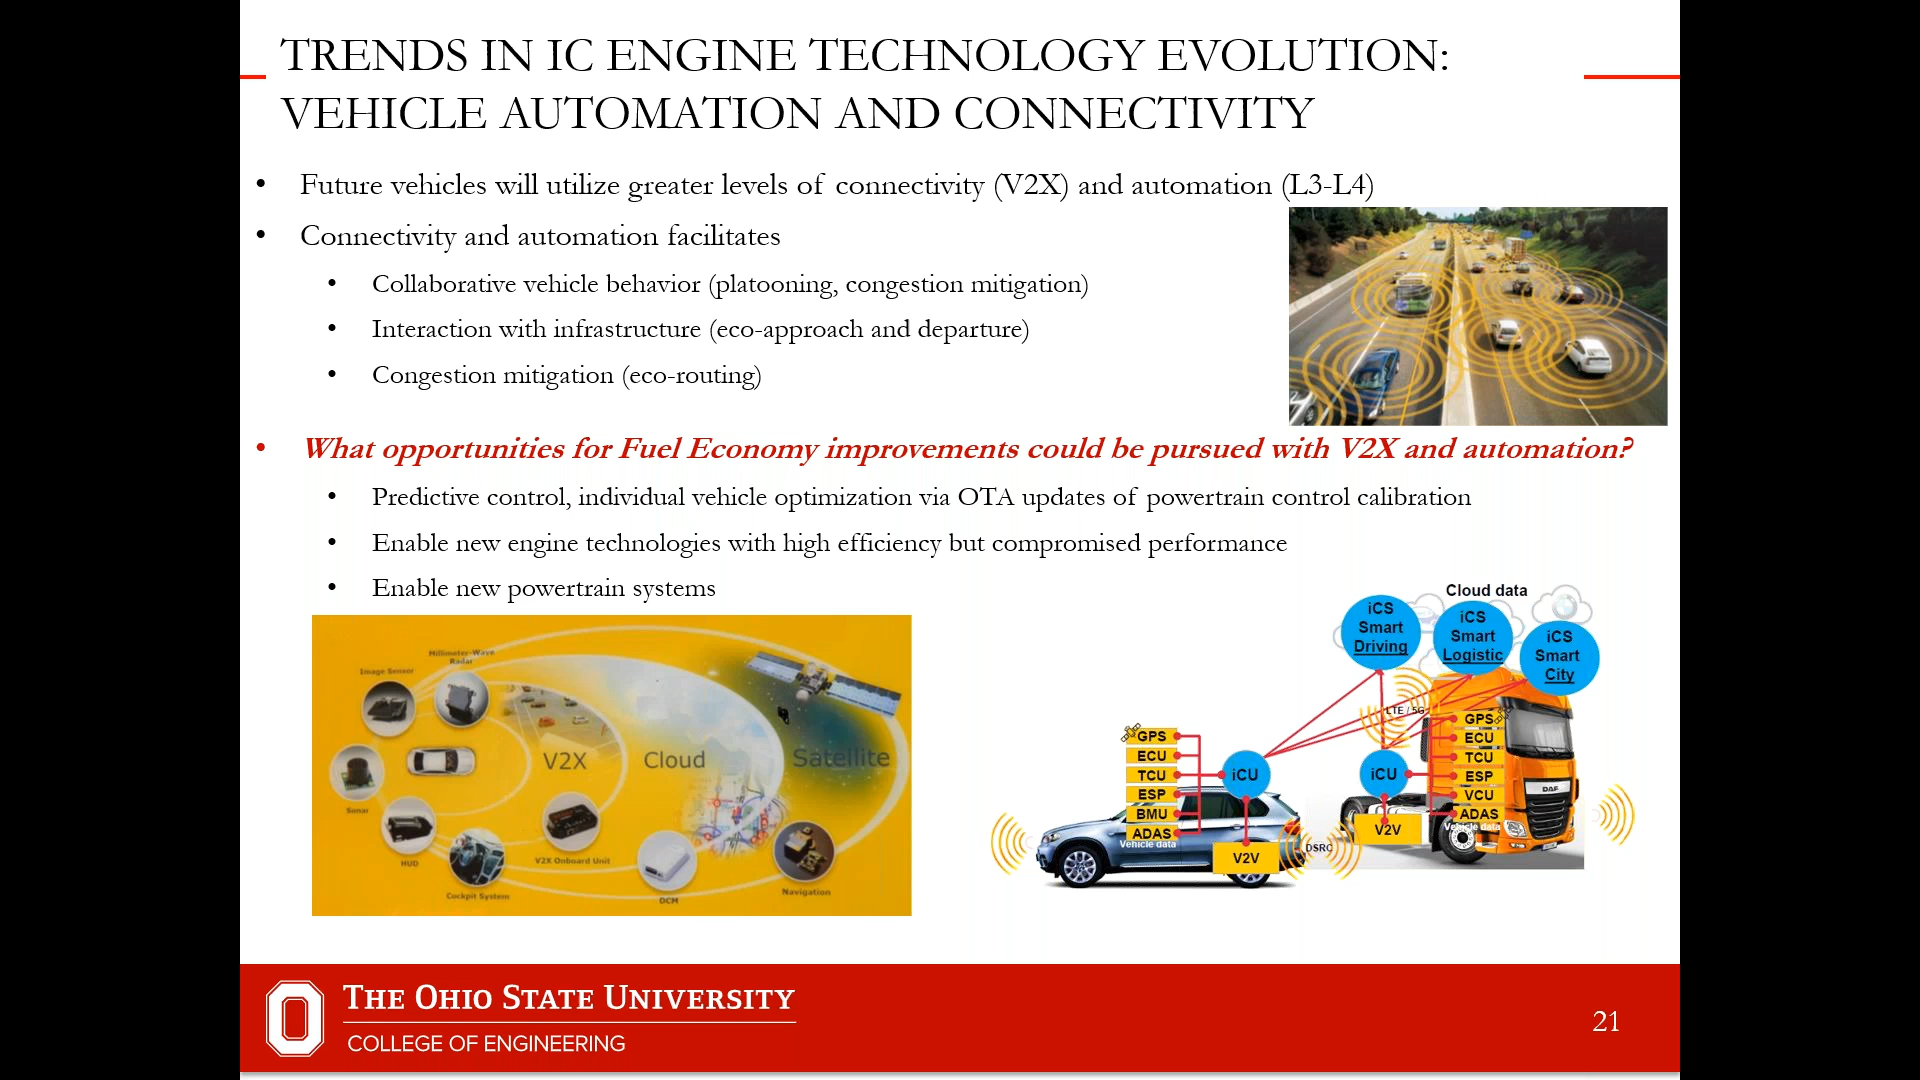 TRENDS IN IC ENGINE TECHNOLOGY EVOLUTION:
VEHICLE AUTOMATION AND CONNECTIVITY
• Future vehicles will utilize greater levels of connectivity (V2X) and automation (L3-L4)
• Connectivity and automation facilitates
• Collaborative vehicle behavior (platooning, congestion mitigation)
• Interaction with infrastructure (eco-approach and departure)
• Congestion mitigation (eco-routing)
• What opportunities for Fuel Economy improvements could be pursued with V2X and automation?
• Predictive control, individual vehicle optimization via OTA updates of powertrain control calibration
• Enable new engine technologies with high efficiency but compromised performance
• Enable new powertrain systems
Millimeter-Wave
Radar
Image Sensor
V2X
Cloud
Satellite
Sonar
HUD
V2X Onboard Unit
Cockpit System
DCM
Navigation
Cloud data
iCS
Smart
Driving
iCS
Smart
Logistic
iCS
Smart
City
LTE / 5G
GPS
ECU
TCU
ESP
BMU
ADAS
Vehicle data
iCU
V2V
DSRC
iCU
V2V
GPS
ECU
TCU
ESP
VCU
ADAS
Vehicle data
DAF
THE OHIO STATE UNIVERSITY
COLLEGE OF ENGINEERING
21